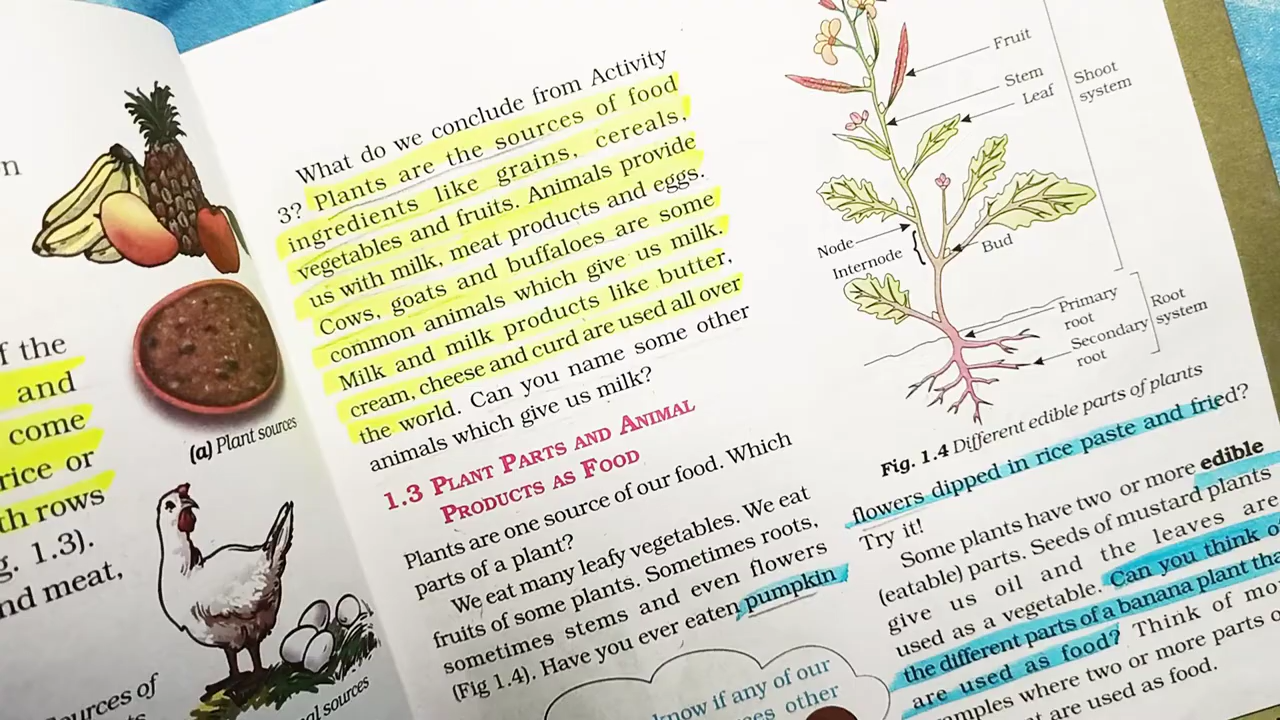 f the
and
come
rice or
th rows
g. 1.3).
nd meat,
(a) Plant sources
ources of
al sources
What do we conclude from Activity
3? Plants are the sources of food
ingredients like grains, cereals,
vegetables and fruits. Animals provide
us with milk, meat products and eggs.
Cows, goats and buffaloes are some
common animals which give us milk.
Milk and milk products like butter,
cream, cheese and curd are used all over
the world. Can you name some other
animals which give us milk?
1.3 PLANT PARTS AND ANIMAL
PRODUCTS AS FOOD
Plants are one source of our food. Which
parts of a plant?
We eat many leafy vegetables. We eat
fruits of some plants. Sometimes roots,
sometimes stems and even flowers
(Fig 1.4). Have you ever eaten pumpkin
know if any of our
other
Fruit
Stem
Leaf
Shoot
system
Node
Internode
Bud
Primary
root
Secondary
root
Root
system
Fig. 1.4 Different edible parts of plants
flowers dipped in rice paste and fried?
Try it!
Some plants have two or more edible
(eatable) parts. Seeds of mustard plants
give us oil and the leaves are
used as a vegetable. Can you think o
the different parts of a banana plant tha
are used as food? Think of mo
amples where two or more parts o
are used as food.